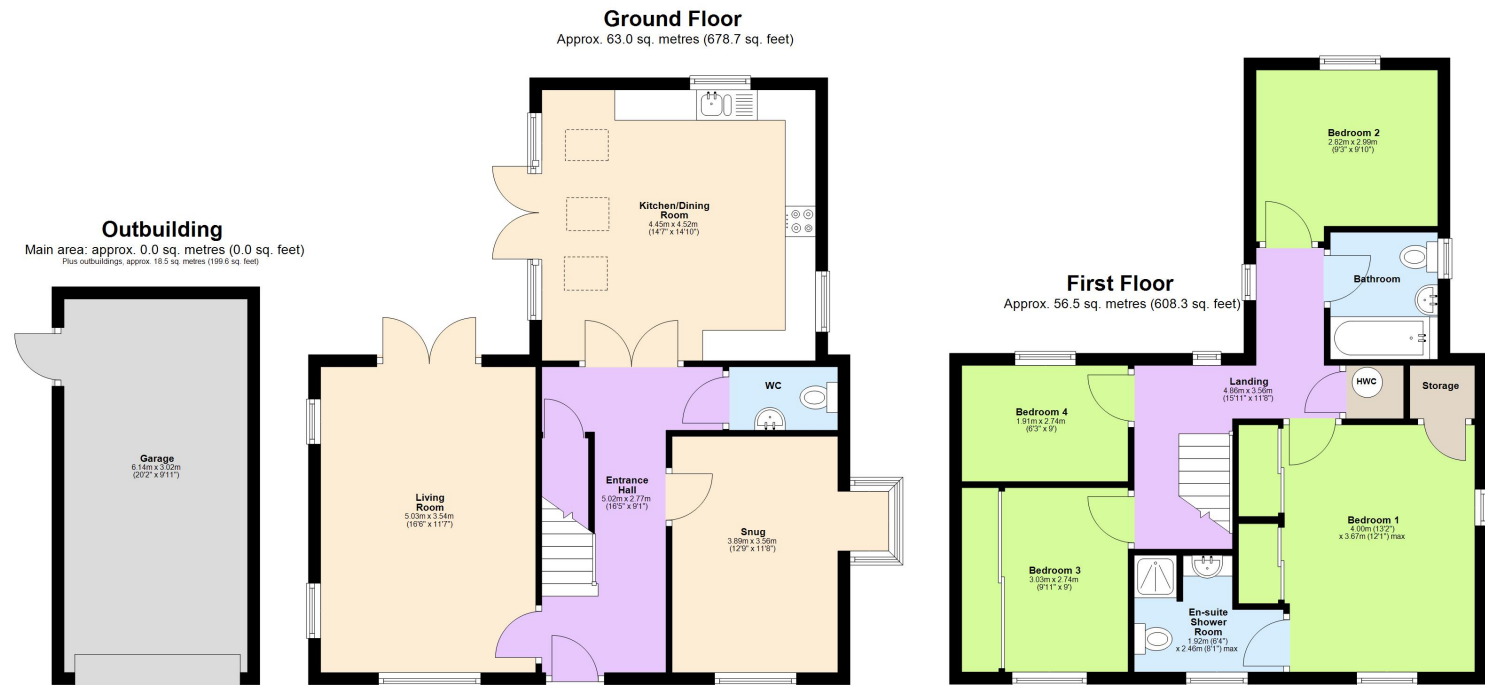 Ground Floor
Approx. 63.0 sq. metres (678.7 sq. feet)
Kitchen/Dining
Room
4.45m x 4.52m
(14'7" x 14'10")
WC
Entrance
Hall
5.02m x 2.77m
(16'5" x 9'1")
Living
Room
5.03m x 3.54m
(16'6" x 11'7")
Snug
3.89m x 3.56m
(12'9" x 11'8")
Outbuilding
Main area: approx. 0.0 sq. metres (0.0 sq. feet)
Plus outbuildings, approx. 18.5 sq. metres (199.6 sq. feet)
Garage
6.14m x 3.02m
(20'2" x 9'11")
First Floor
Approx. 56.5 sq. metres (608.3 sq. feet)
Bedroom 2
2.82m x 2.99m
(9'3" x 9'10")
Bathroom
Landing
4.86m x 3.56m
(15'11" x 11'8")
HWC
Storage
Bedroom 4
1.91m x 2.74m
(6'3" x 9')
Bedroom 3
3.03m x 2.74m
(9'11" x 9')
Bedroom 1
4.00m (13'2")
x 3.67m (12'1") max
En-suite
Shower
Room
1.92m (6'4")
x 2.46m (8'1") max